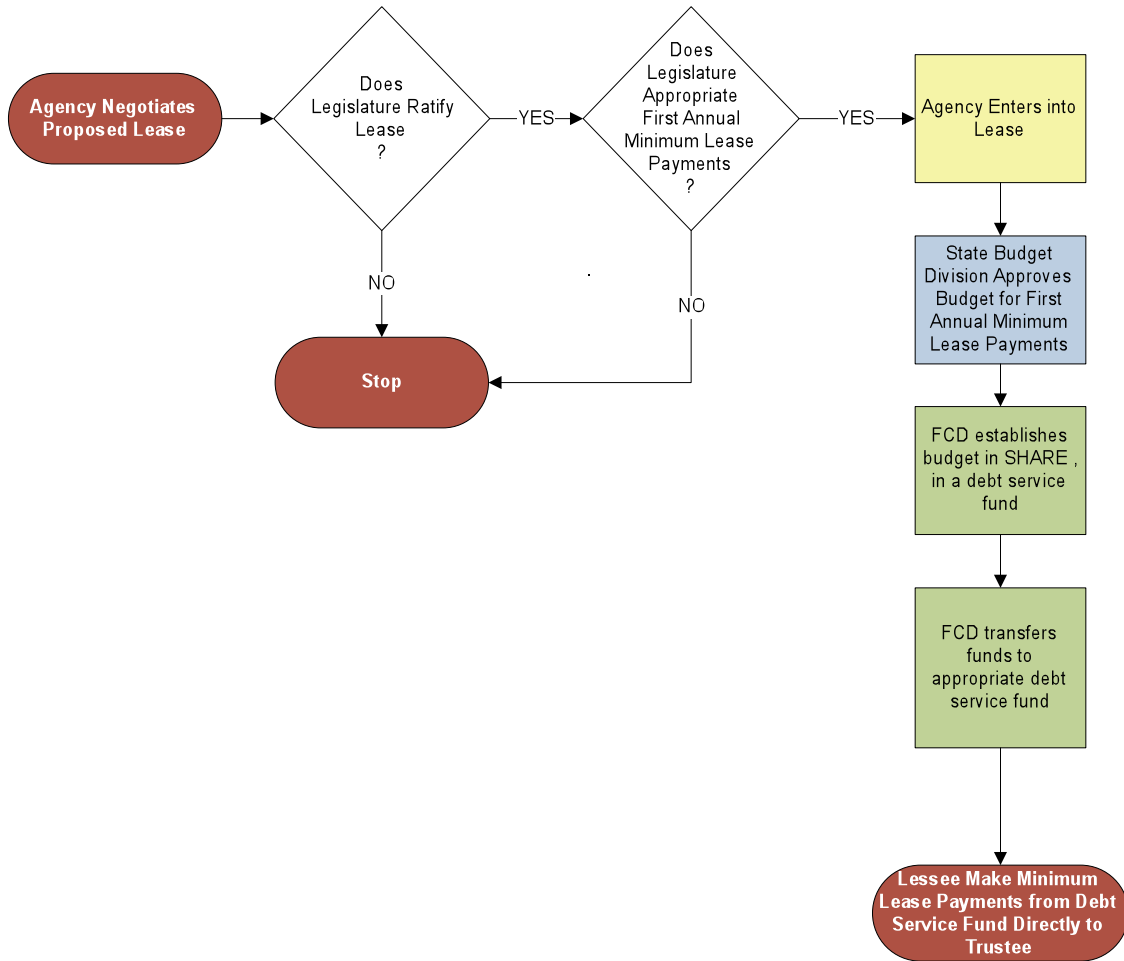 Agency Negotiates
Proposed Lease
Does
Legislature Ratify
Lease
?
YES
Does
Legislature
Appropriate
First Annual
Minimum Lease
Payments
?
YES
Agency Enters into
Lease
NO
NO
Stop
State Budget
Division Approves
Budget for First
Annual Minimum
Lease Payments
FCD establishes
budget in SHARE ,
in a debt service
fund
FCD transfers
funds to
appropriate debt
service fund
Lessee Make Minimum
Lease Payments from Debt
Service Fund Directly to
Trustee